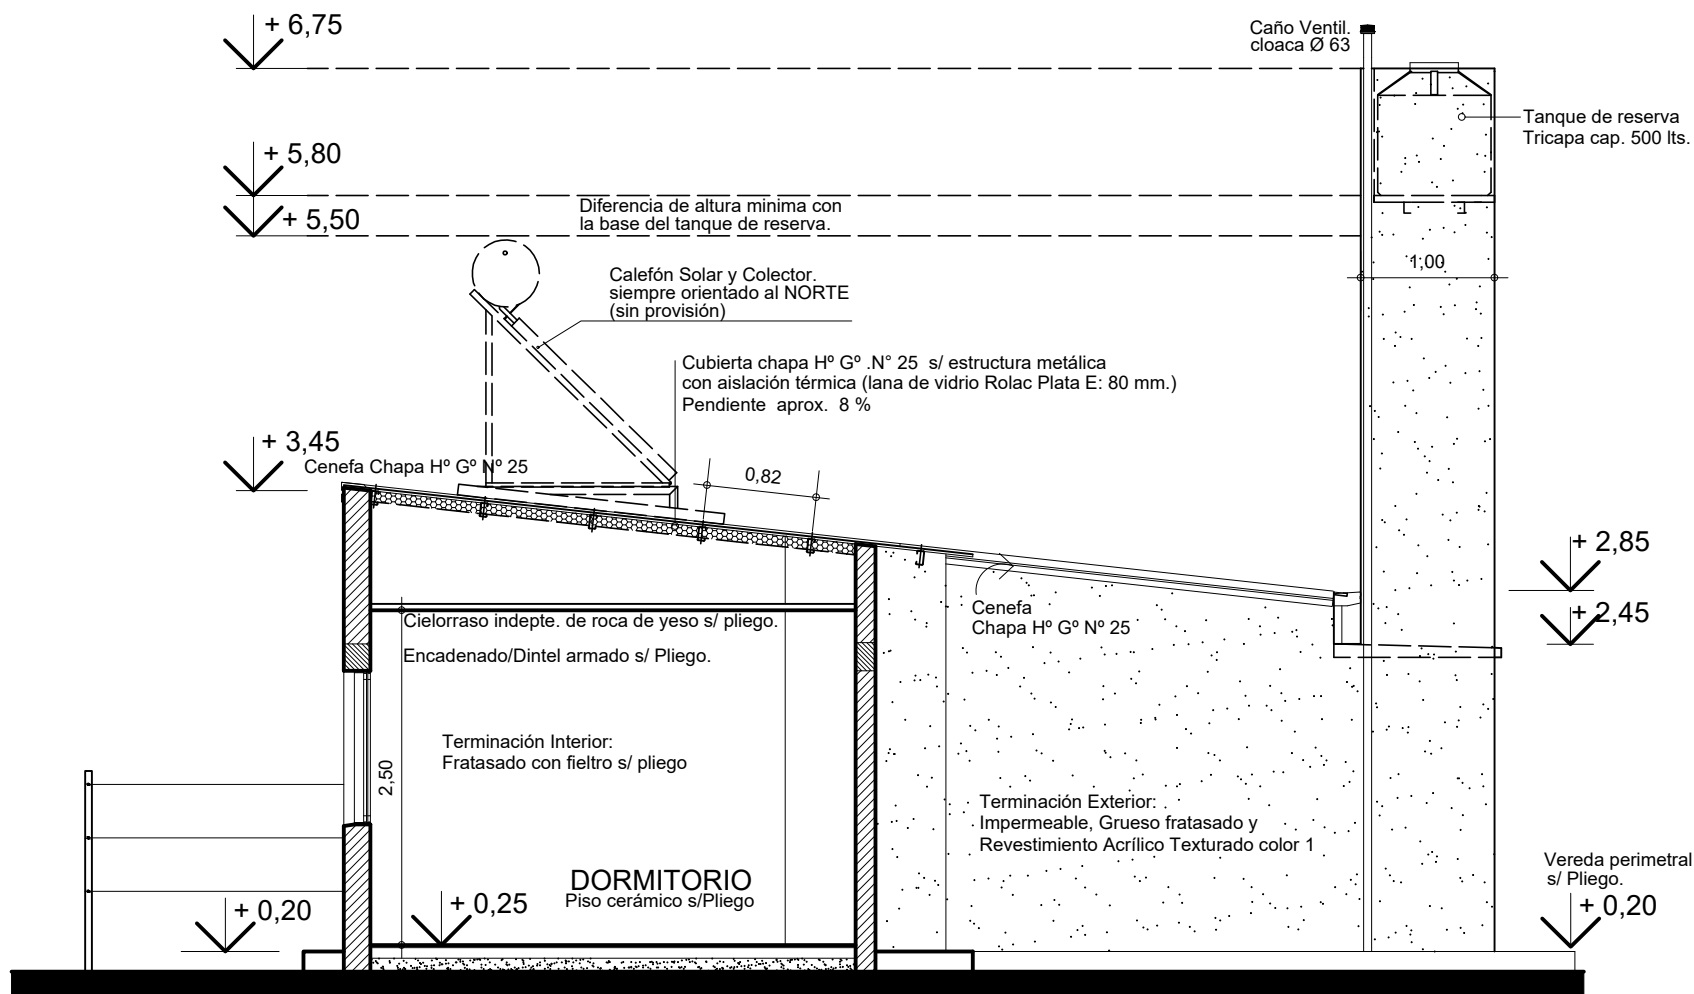 + 6,75
Caño Ventil.
cloaca Ø 63
Tanque de reserva
Tricapa cap. 500 lts.
+ 5,80
+ 5,50
Diferencia de altura minima con
la base del tanque de reserva.
1,00
Calefón Solar y Colector.
siempre orientado al NORTE
(sin provisión)
Cubierta chapa Hº Gº .N° 25 s/ estructura metálica
con aislación térmica (lana de vidrio Rolac Plata E: 80 mm.)
Pendiente aprox. 8 %
+ 3,45
Cenefa Chapa Hº Gº Nº 25
0,82
+ 2,85
+ 2,45
Cenefa
Chapa Hº Gº Nº 25
Cielorraso indepte. de roca de yeso s/ pliego.
Encadenado/Dintel armado s/ Pliego.
Terminación Interior:
Fratasado con fieltro s/ pliego
2,50
Terminación Exterior:
Impermeable, Grueso fratasado y
Revestimiento Acrílico Texturado color 1
DORMITORIO
Piso cerámico s/Pliego
+ 0,20
+ 0,25
Vereda perimetral
s/ Pliego.
+ 0,20